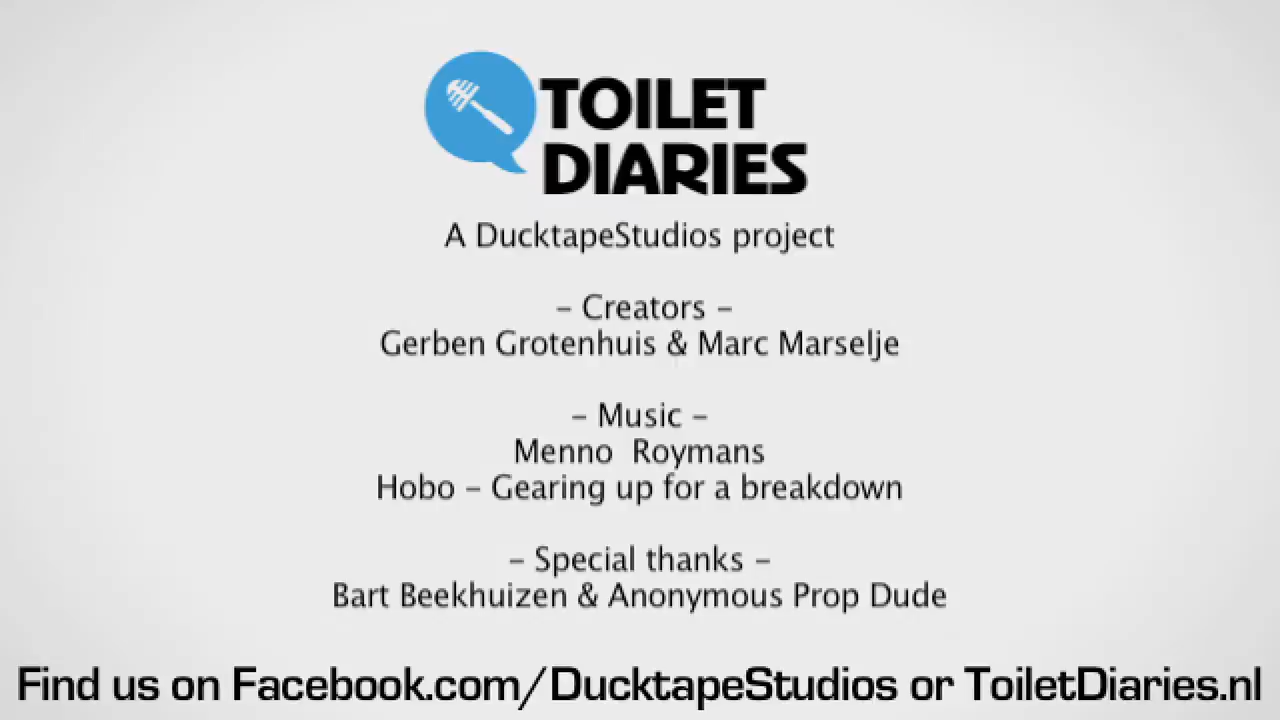 TOILET
DIARIES
A DucktapeStudios project
– Creators –
Gerben Grotenhuis & Marc Marselje
– Music –
Menno  Roymans
Hobo – Gearing up for a breakdown
– Special thanks –
Bart Beekhuizen & Anonymous Prop Dude
Find us on Facebook.com/DucktapeStudios or ToiletDiaries.nl